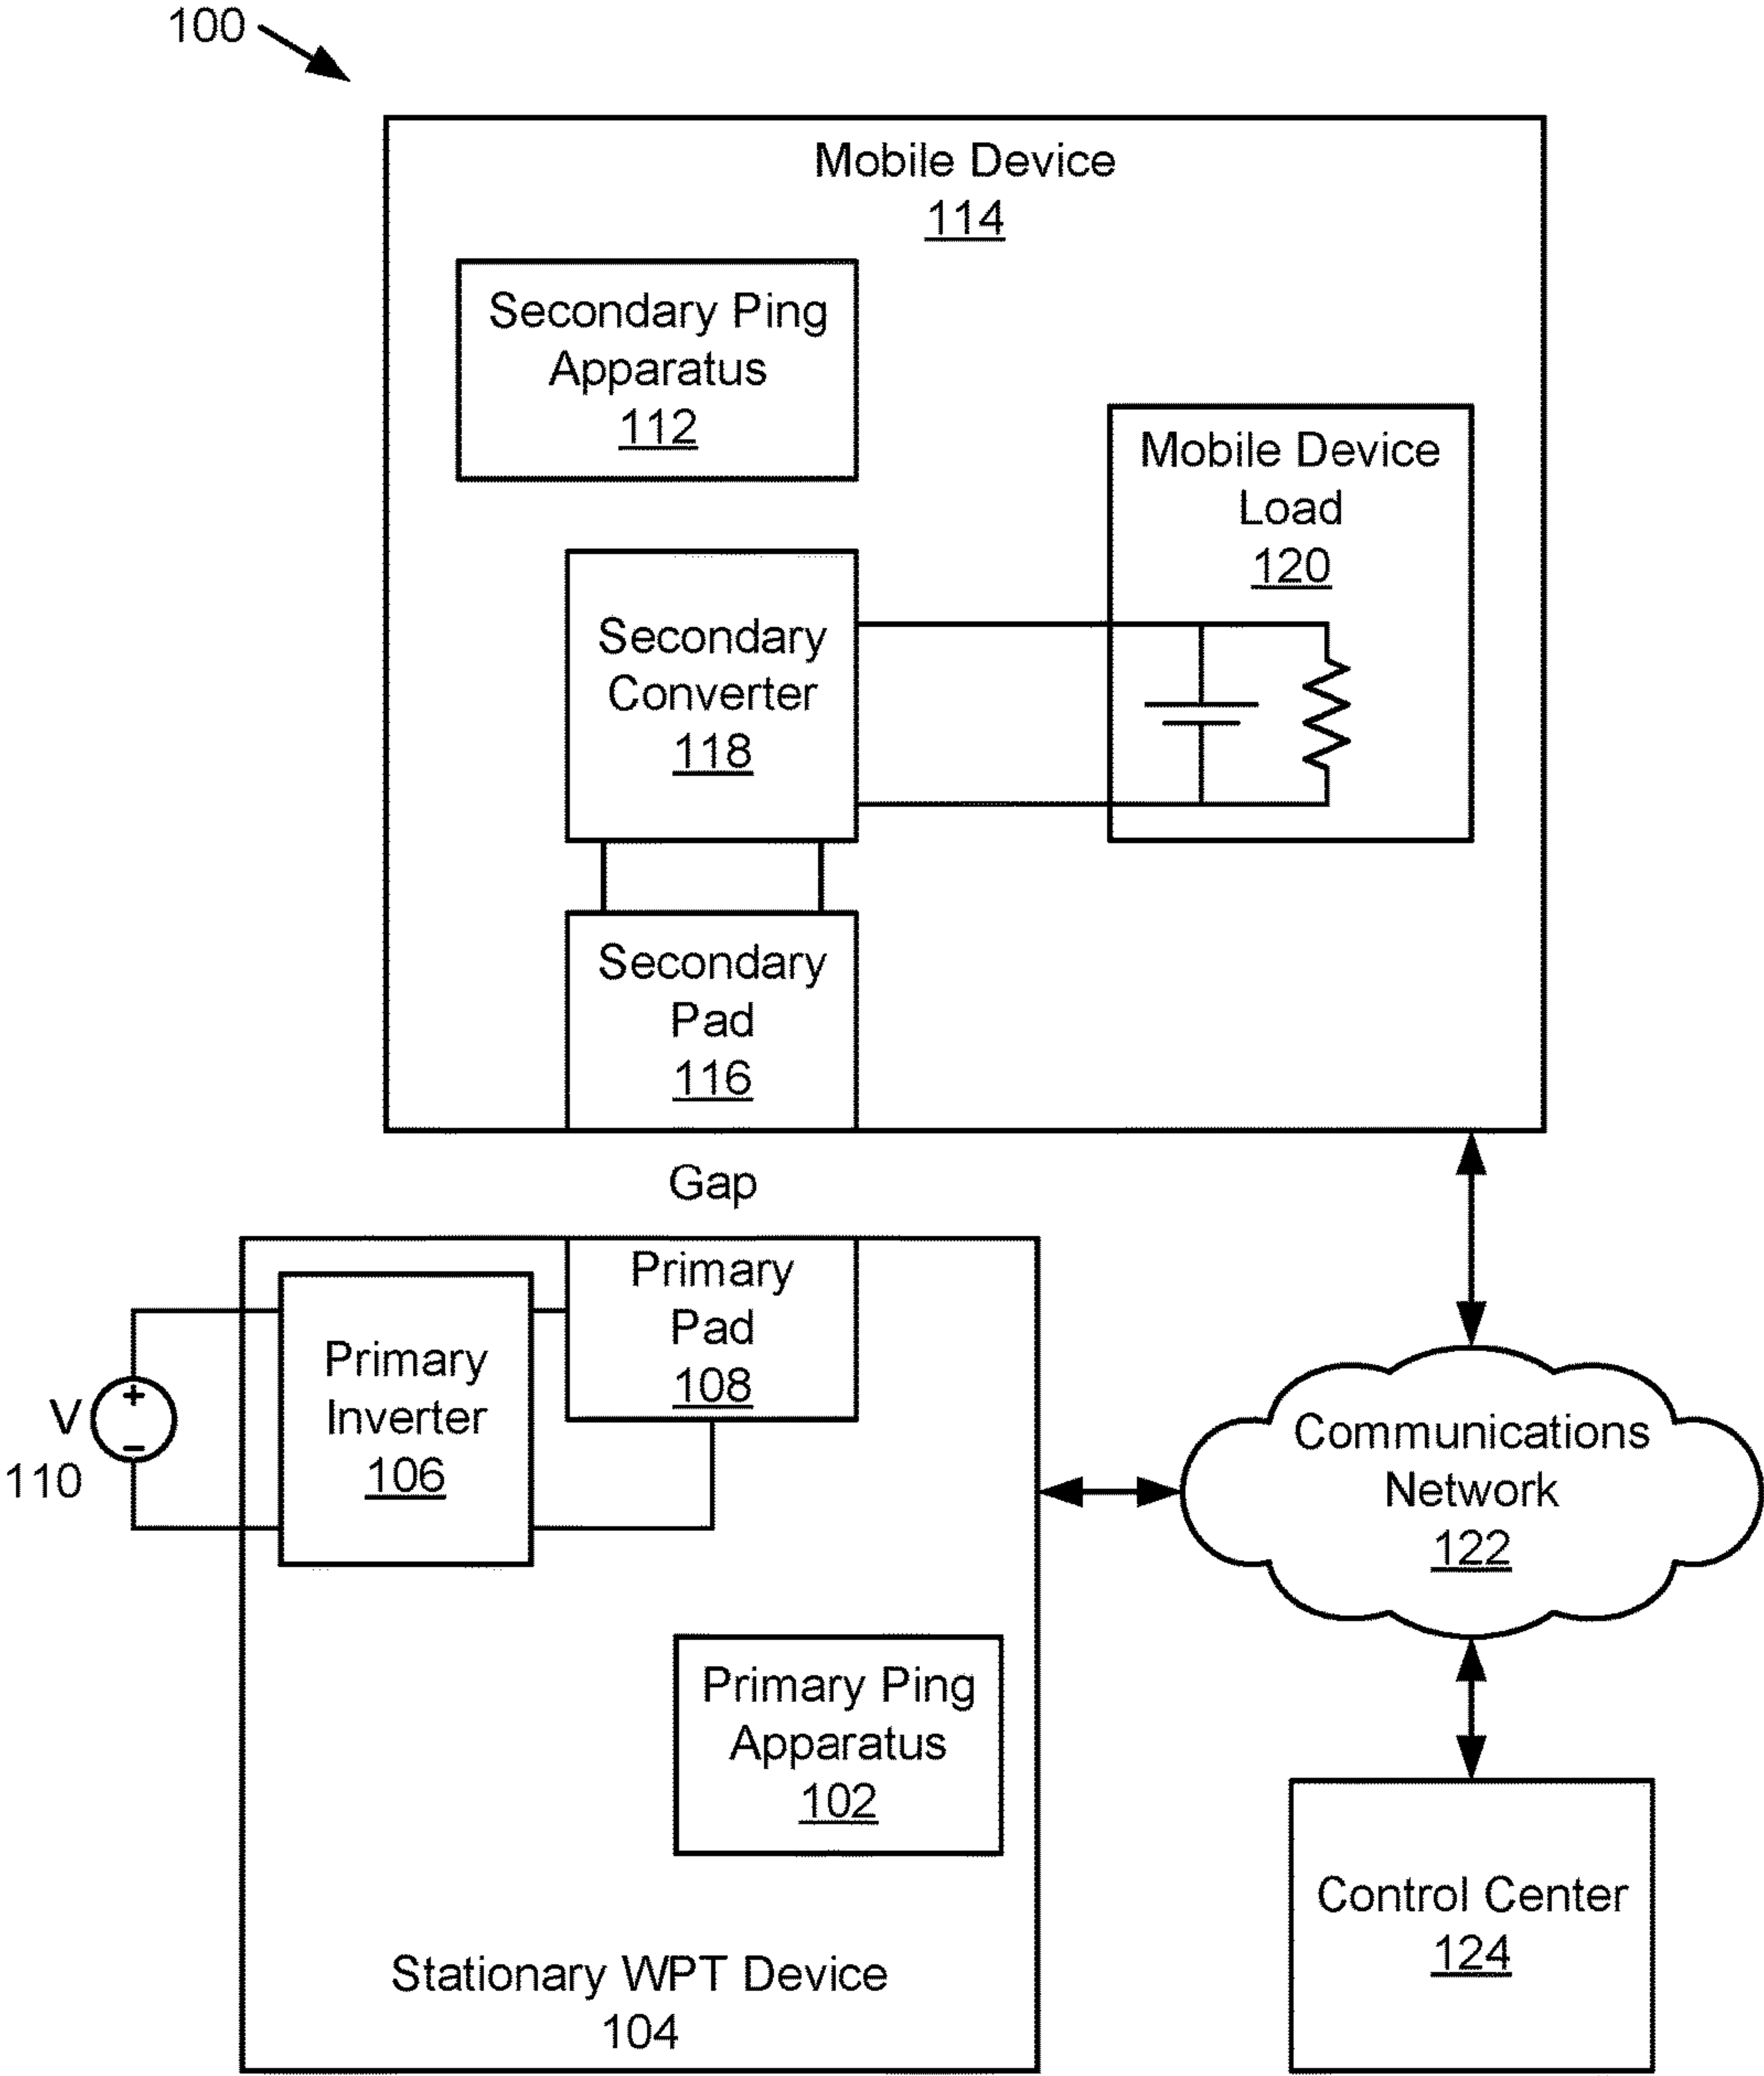 100
Mobile Device
114
Secondary Ping
Apparatus
112
Mobile Device
Load
120
Secondary
Converter
118
Secondary
Pad
116
Gap
Primary
Pad
108
Primary
Inverter
106
V
110
+
−
Communications
Network
122
Primary Ping
Apparatus
102
Control Center
124
Stationary WPT Device
104